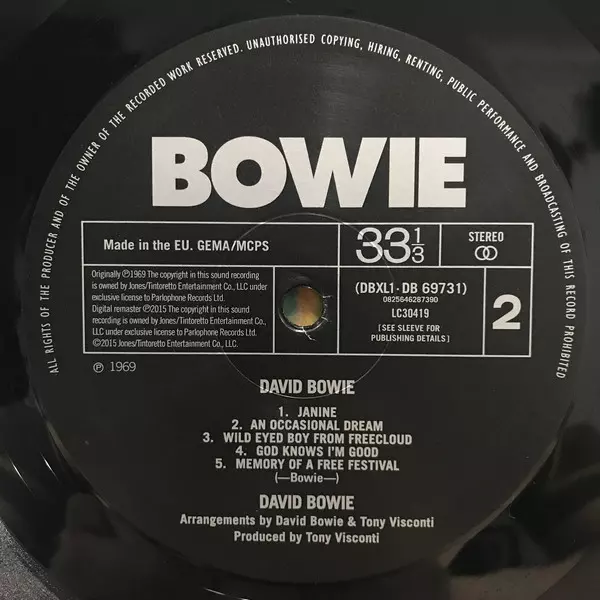 ALL RIGHTS OF THE PRODUCER AND OF THE OWNER OF THE RECORDED WORK RESERVED. UNAUTHORISED COPYING, HIRING, RENTING, PUBLIC PERFORMANCE AND BROADCASTING OF THIS RECORD PROHIBITED
BOWIE
Made in the EU. GEMA/MCPS
33 1/3
STEREO
Originally ℗1969 The copyright in this sound recording
is owned by Jones/Tintoretto Entertainment Co., LLC under
exclusive license to Parlophone Records Ltd.
Digital remaster ℗2015 The copyright in this sound
recording is owned by Jones/Tintoretto Entertainment Co.,
LLC under exclusive license to Parlophone Records Ltd.
©2015 Jones/Tintoretto Entertainment Co., LLC.
(DBXL1 · DB 69731)
0825646287390
LC30419
[SEE SLEEVE FOR
PUBLISHING DETAILS]
2
℗ 1969
DAVID BOWIE
1. JANINE
2. AN OCCASIONAL DREAM
3. WILD EYED BOY FROM FREECLOUD
4. GOD KNOWS I'M GOOD
5. MEMORY OF A FREE FESTIVAL
(—Bowie—)
DAVID BOWIE
Arrangements by David Bowie & Tony Visconti
Produced by Tony Visconti